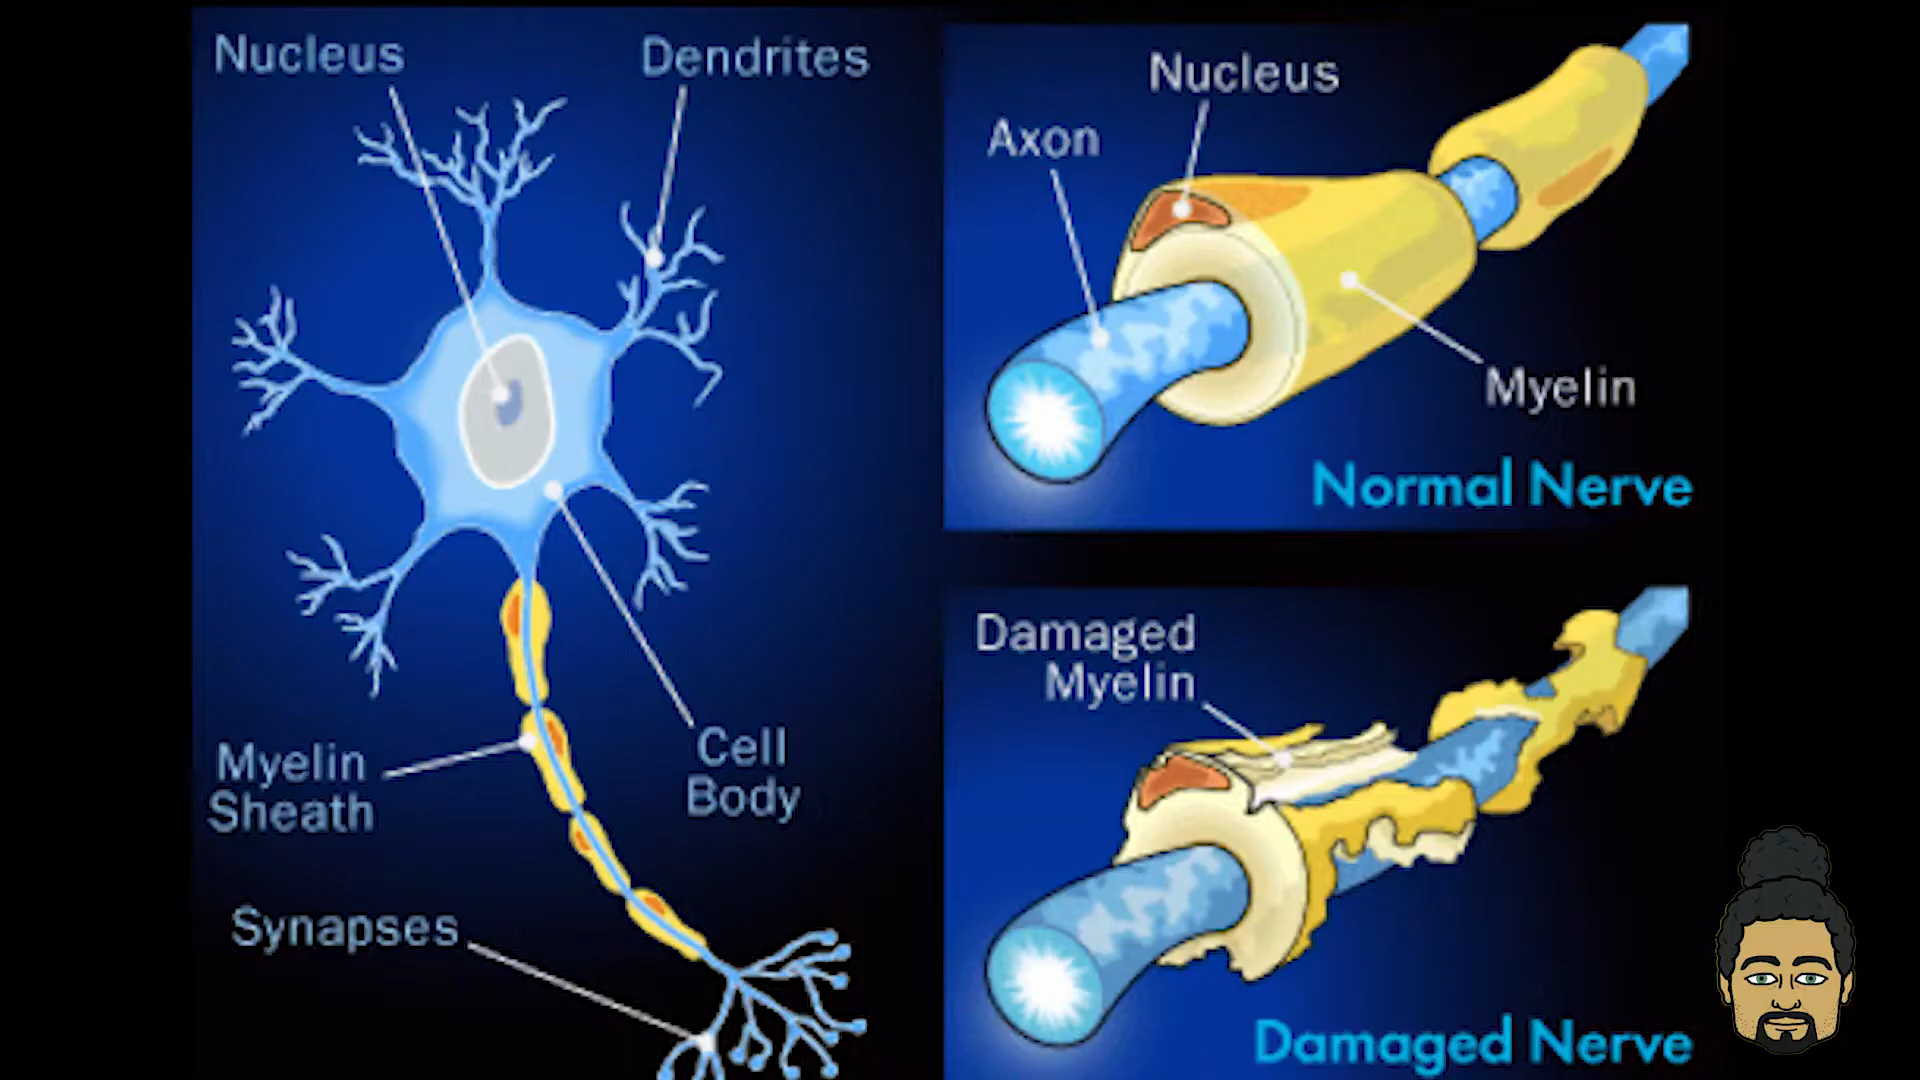 Nucleus
Dendrites
Myelin
Sheath
Cell
Body
Synapses
Nucleus
Axon
Myelin
Normal Nerve
Damaged
Myelin
Damaged Nerve